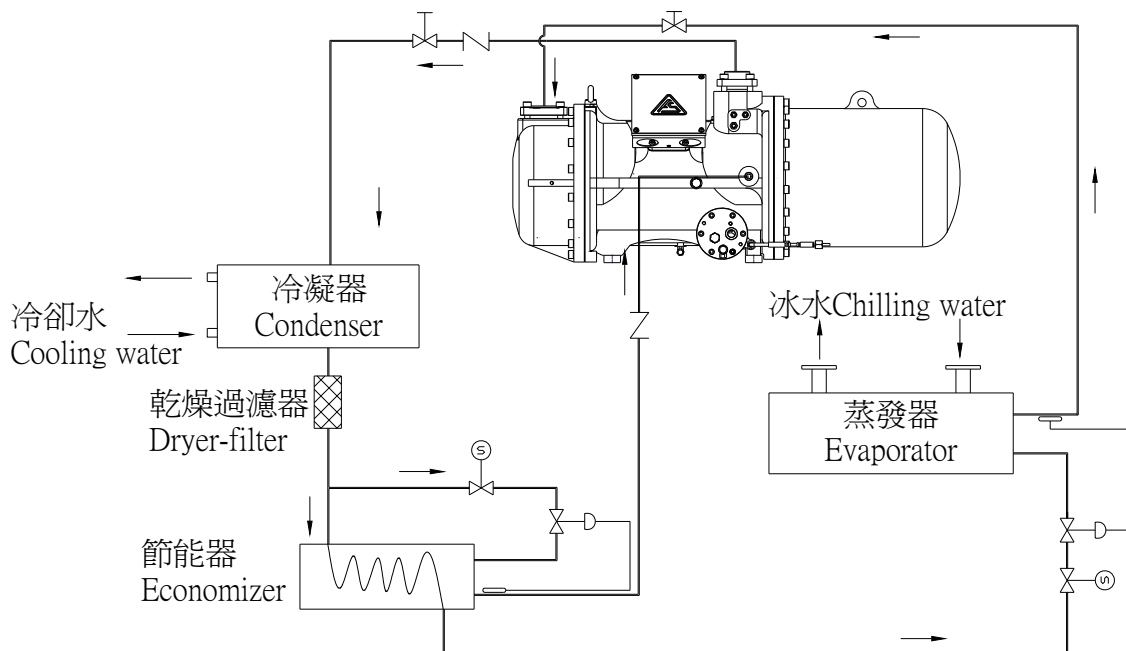 冷凝器
Condenser
冷卻水
Cooling water
冰水Chilling water
乾燥過濾器
Dryer-filter
蒸發器
Evaporator
S
節能器
Economizer
S